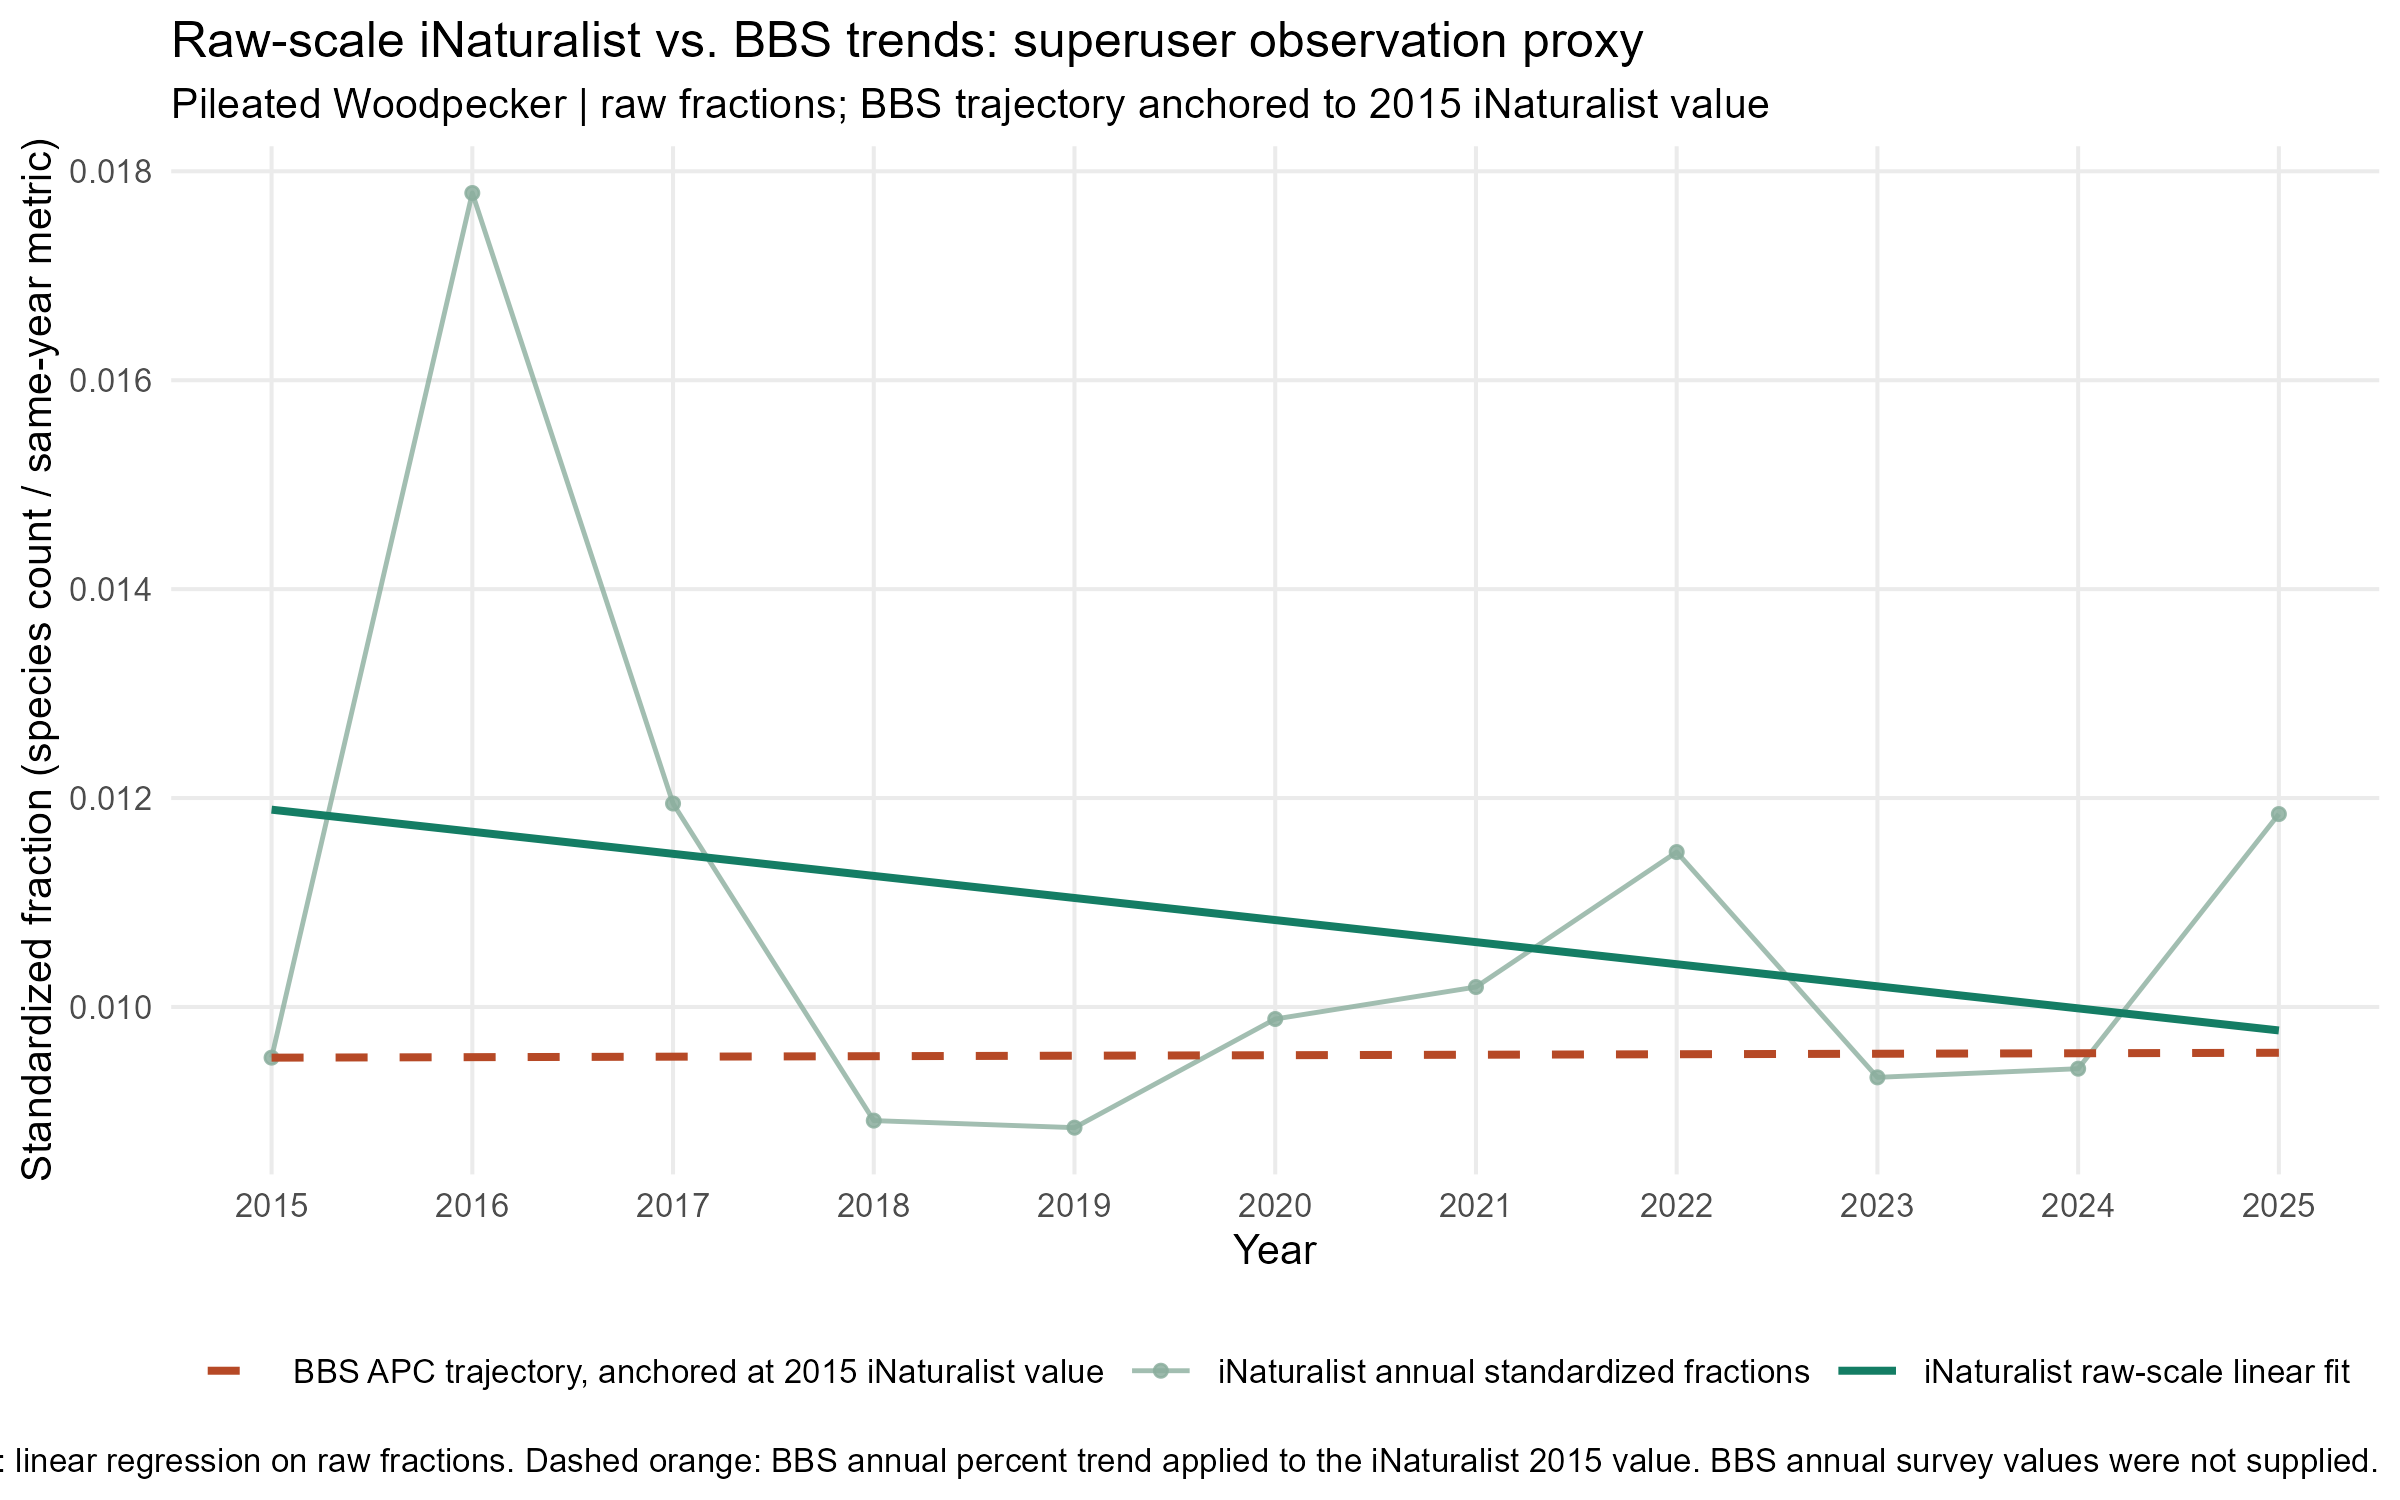 Raw-scale iNaturalist vs. BBS trends: superuser observation proxy
Pileated Woodpecker | raw fractions; BBS trajectory anchored to 2015 iNaturalist value
Standardized fraction (species count / same-year metric)
0.018
0.016
0.014
0.012
0.010
2015 2016 2017 2018 2019 2020 2021 2022 2023 2024 2025
Year
BBS APC trajectory, anchored at 2015 iNaturalist value iNaturalist annual standardized fractions iNaturalist raw-scale linear fit
: linear regression on raw fractions. Dashed orange: BBS annual percent trend applied to the iNaturalist 2015 value. BBS annual survey values were not supplied.